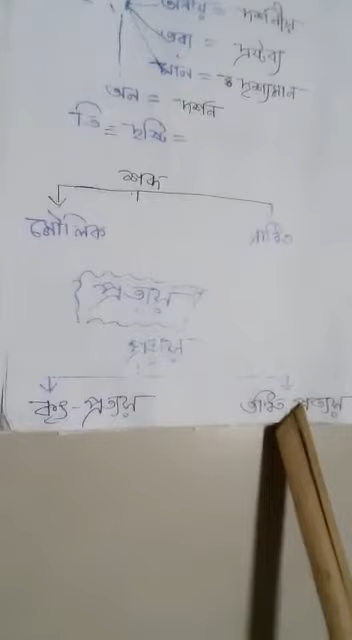 অনীয় = দর্শনীয়
তব্য = দ্রষ্টব্য
মান = দৃশ্যমান
অন = দর্শন
তি = দৃষ্টি =
শব্দ
মৌলিক সাধিত
প্রত্যয়
প্রত্যয়
কৃৎ-প্রত্যয় তদ্ধিত প্রত্যয়